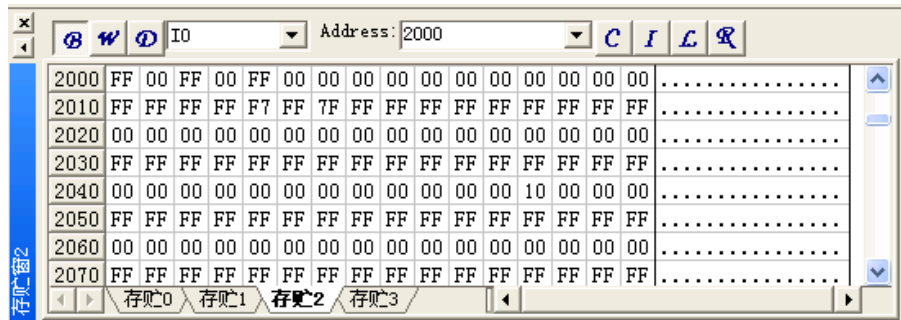 B W D IO Address: 2000 C I L R
2000 FF 00 FF 00 FF 00 00 00 00 00 00 00 00 00 00 00 ................
2010 FF FF FF FF F7 FF 7F FF FF FF FF FF FF FF FF FF ................
2020 00 00 00 00 00 00 00 00 00 00 00 00 00 00 00 00 ................
2030 FF FF FF FF FF FF FF FF FF FF FF FF FF FF FF FF ................
2040 00 00 00 00 00 00 00 00 00 00 00 00 10 00 00 00 ................
2050 FF FF FF FF FF FF FF FF FF FF FF FF FF FF FF FF ................
2060 00 00 00 00 00 00 00 00 00 00 00 00 00 00 00 00 ................
2070 FF FF FF FF FF FF FF FF FF FF FF FF FF FF FF FF ................
存贮0 存贮1 存贮2 存贮3
存贮窗2